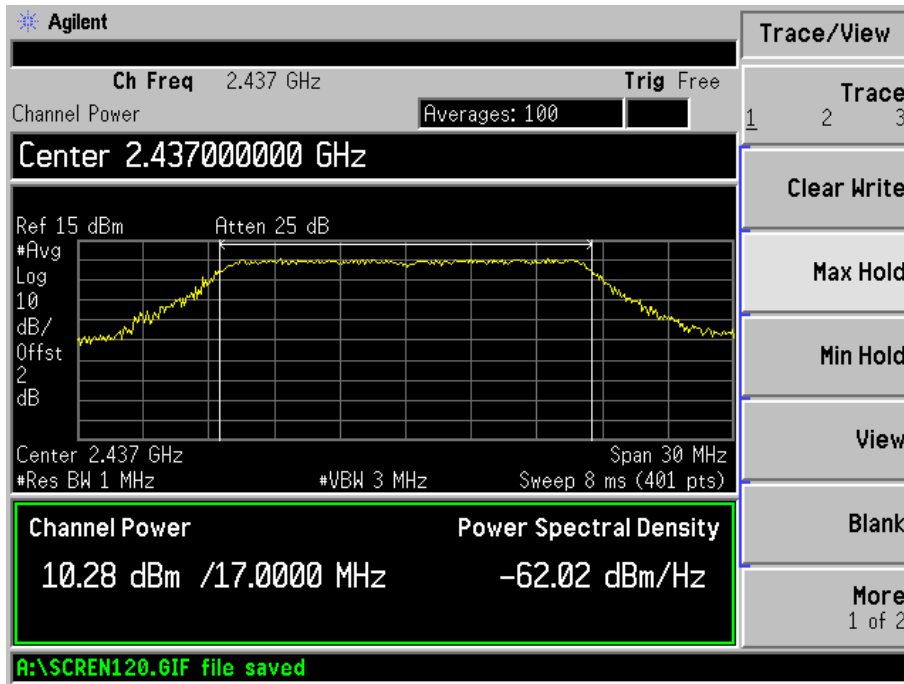 Agilent
Ch Freq 2.437 GHz Trig Free
Channel Power Averages: 100
Center 2.437000000 GHz
Ref 15 dBm Atten 25 dB
#Avg
Log
10
dB/
Offst
2
dB
Center 2.437 GHz Span 30 MHz
#Res BW 1 MHz #VBW 3 MHz Sweep 8 ms (401 pts)
Channel Power Power Spectral Density
10.28 dBm /17.0000 MHz -62.02 dBm/Hz
A:\SCREN120.GIF file saved
Trace/View
Trace
1 2 3
Clear Write
Max Hold
Min Hold
View
Blank
More
1 of 2